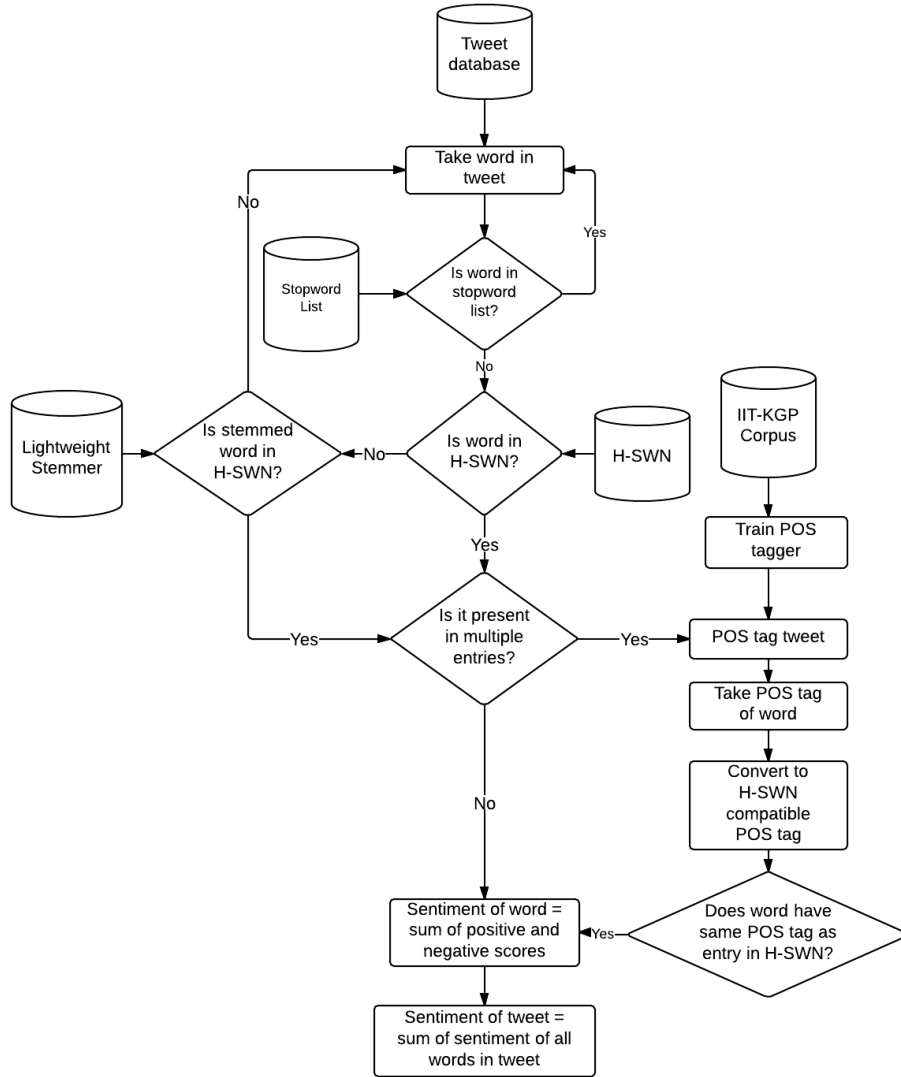 Tweet
database
Take word in
tweet
No
Yes
Stopword
List
Is word in
stopword
list?
No
IIT-KGP
Corpus
Lightweight
Stemmer
Is stemmed
word in
H-SWN?
No
Is word in
H-SWN?
H-SWN
Train POS
tagger
Yes
Yes
Is it present
in multiple
entries?
Yes
POS tag tweet
Take POS tag
of word
Convert to
H-SWN
compatible
POS tag
No
Sentiment of word =
sum of positive and
negative scores
Yes
Does word have
same POS tag as
entry in H-SWN?
Sentiment of tweet =
sum of sentiment of all
words in tweet